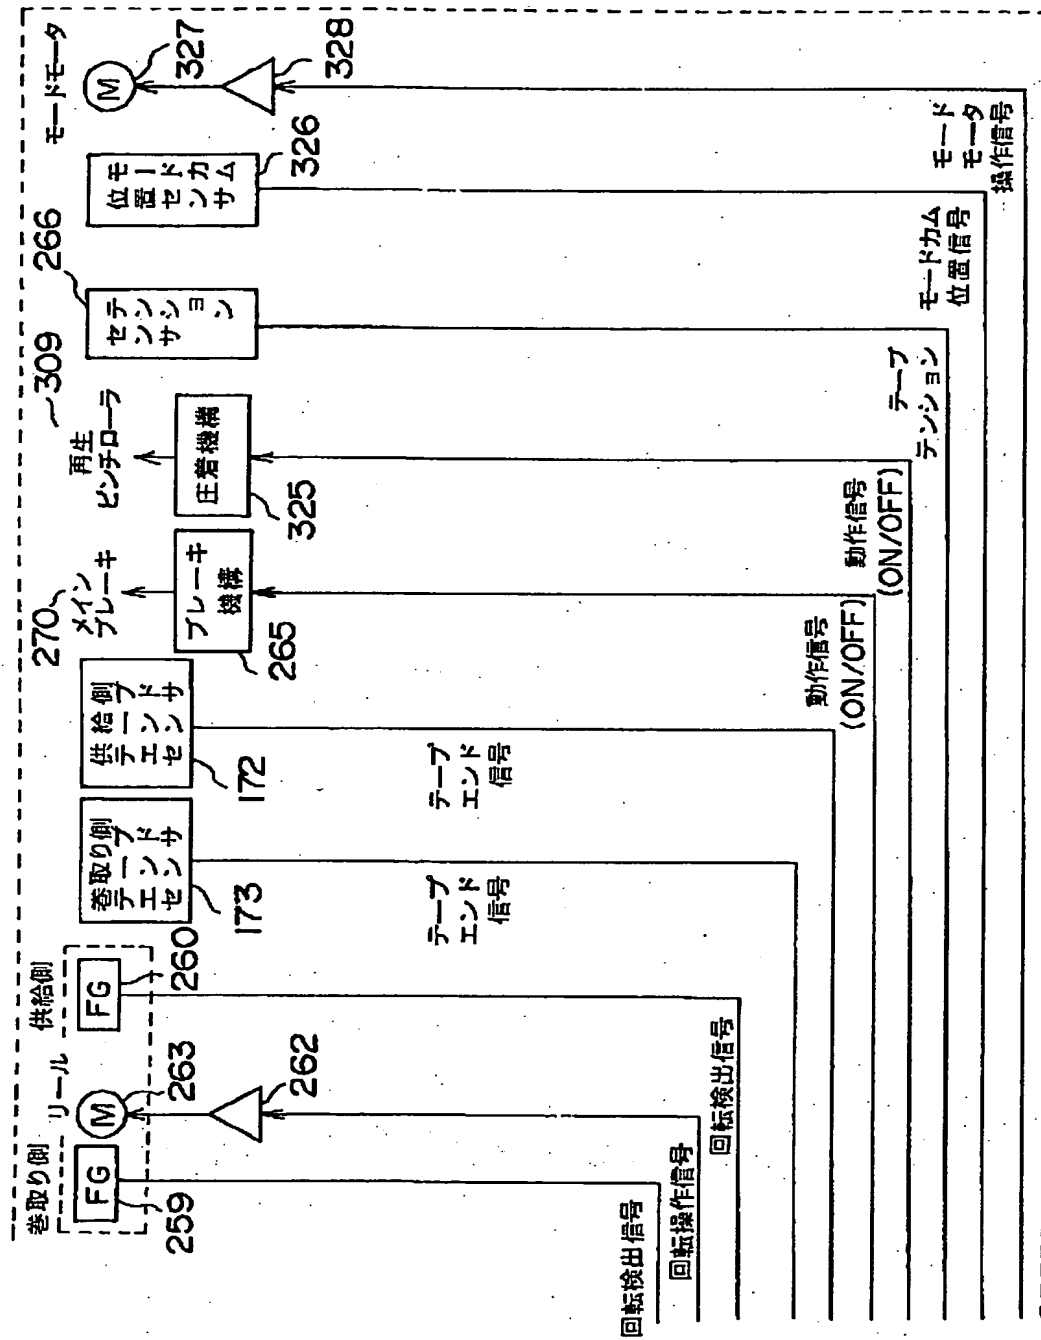 309
巻取り側
リール
供給側
FG
259
M
263
262
FG
260
巻取り側
テープ
エンド
センサ
173
供給側
テープ
エンド
センサ
172
270
メイン
ブレーキ
ブレーキ
機構
265
再生
ピンチローラ
圧着機構
325
266
テンション
センサ
モードカム
位置センサ
326
モードモータ
M
327
328
回転検出信号
回転操作信号
回転検出信号
テープ
エンド
信号
テープ
エンド
信号
動作信号
(ON/OFF)
動作信号
(ON/OFF)
テープ
テンション
モードカム
位置信号
モード
モータ
操作信号